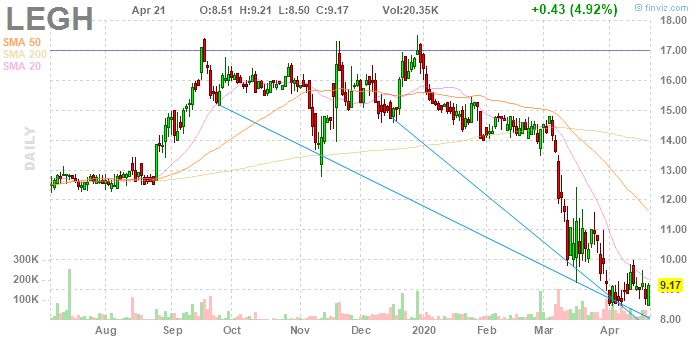 LEGH
Apr 21 O:8.51 H:9.21 L:8.50 C:9.17 Vol:20.35K +0.43 (4.92%)
© finviz.com
SMA 50
SMA 200
SMA 20
DAILY
18.00
17.00
16.00
15.00
14.00
13.00
12.00
11.00
10.00
9.17
8.00
300K
200K
100K
Aug Sep Oct Nov Dec 2020 Feb Mar Apr